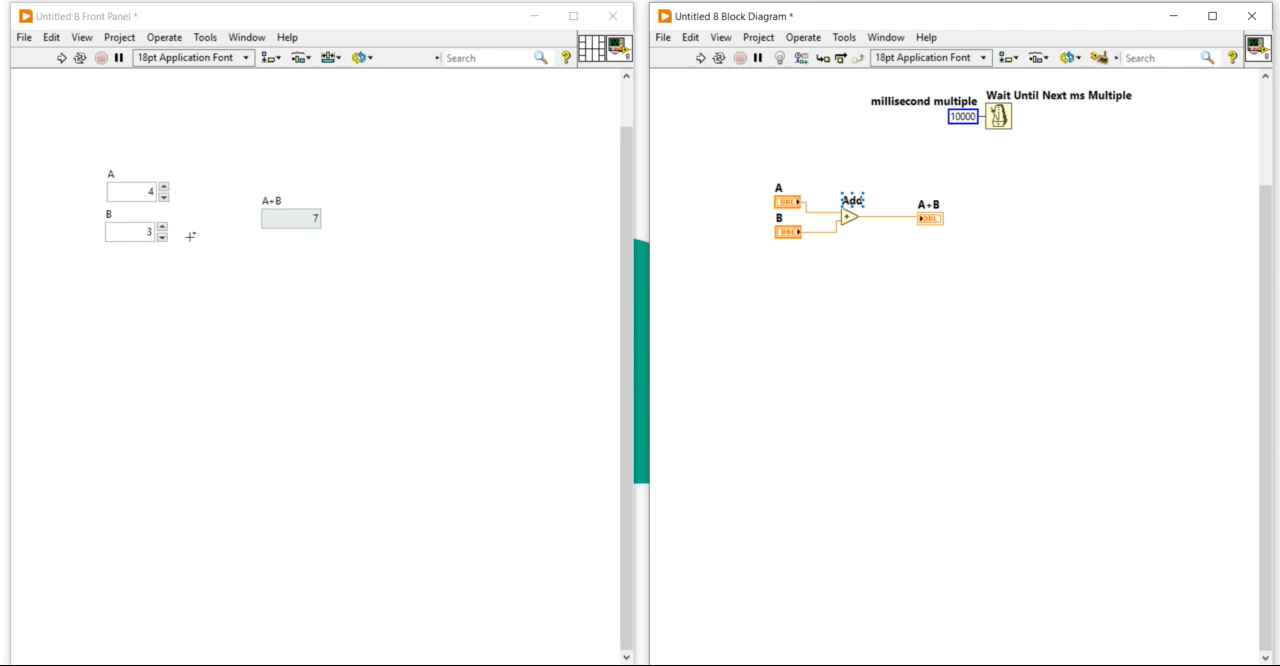 Untitled 8 Front Panel *
File Edit View Project Operate Tools Window Help
18pt Application Font
Search
?
8
A
4
B
3
A+B
7
Untitled 8 Block Diagram *
File Edit View Project Operate Tools Window Help
18pt Application Font
Search
?
8
millisecond multiple
Wait Until Next ms Multiple
10000
A
DBL
Add
+
A+B
DBL
B
DBL